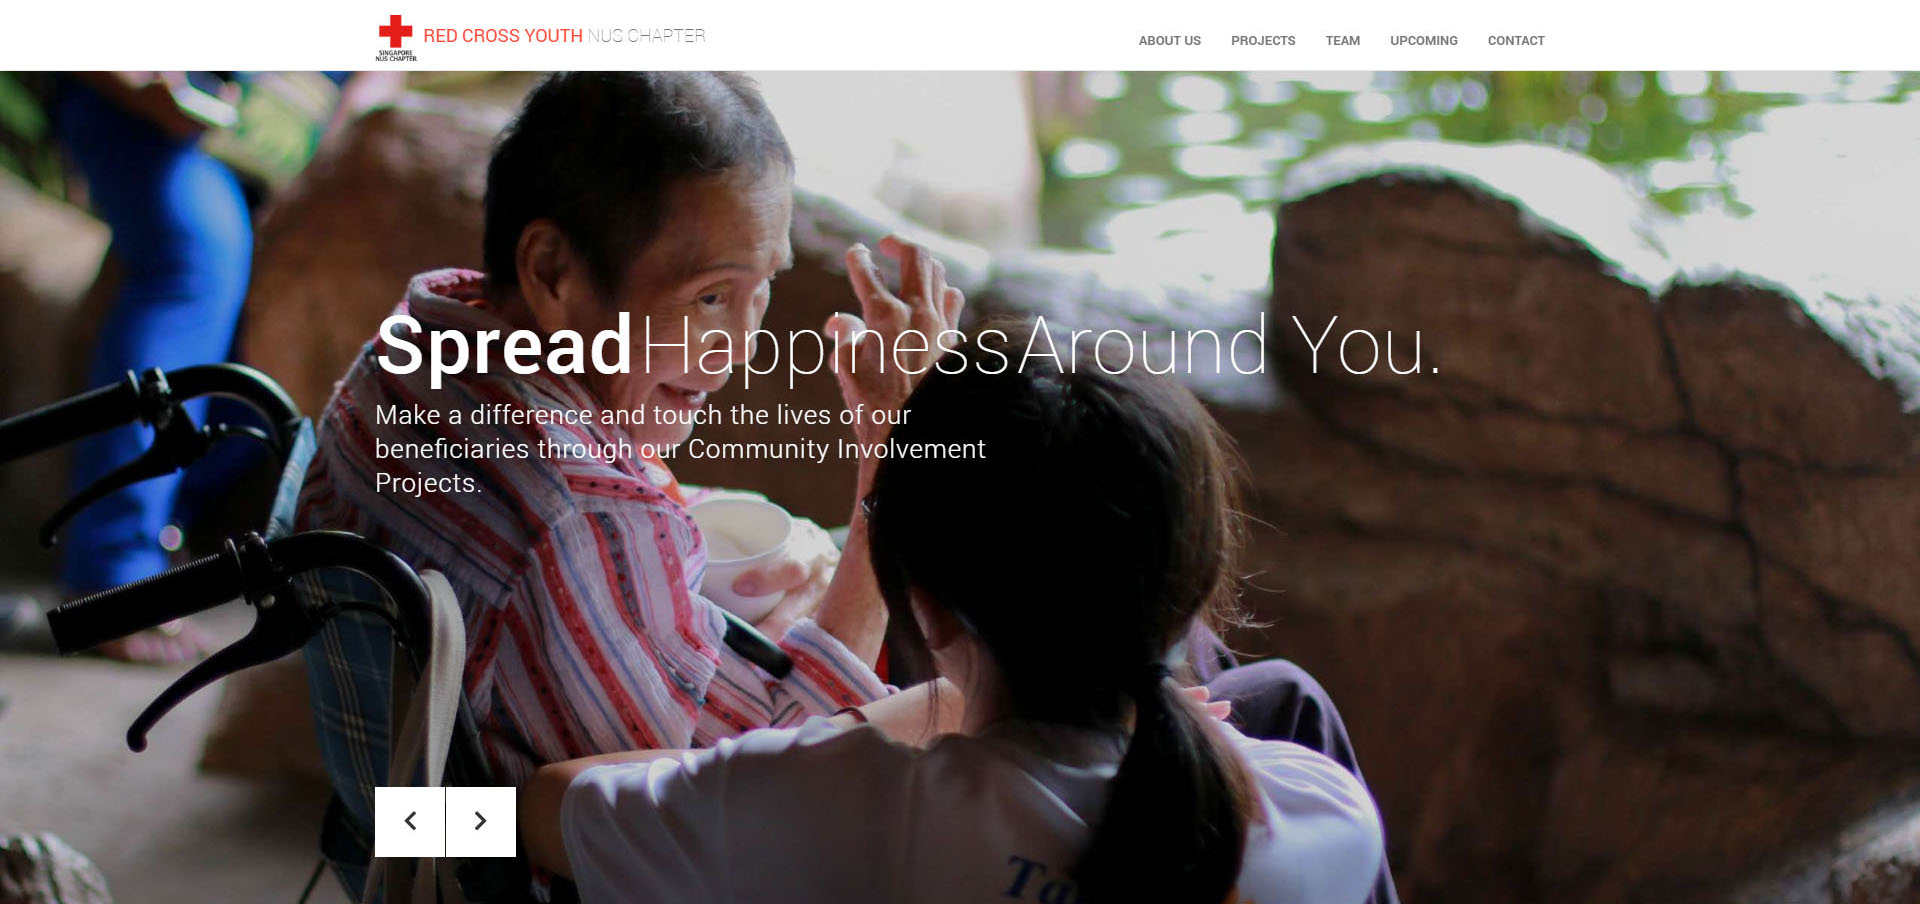 SINGAPORE
NUS CHAPTER
RED CROSS YOUTH NUS CHAPTER
ABOUT US PROJECTS TEAM UPCOMING CONTACT
Spread Happiness Around You.
Make a difference and touch the lives of our
beneficiaries through our Community Involvement
Projects.
Ta